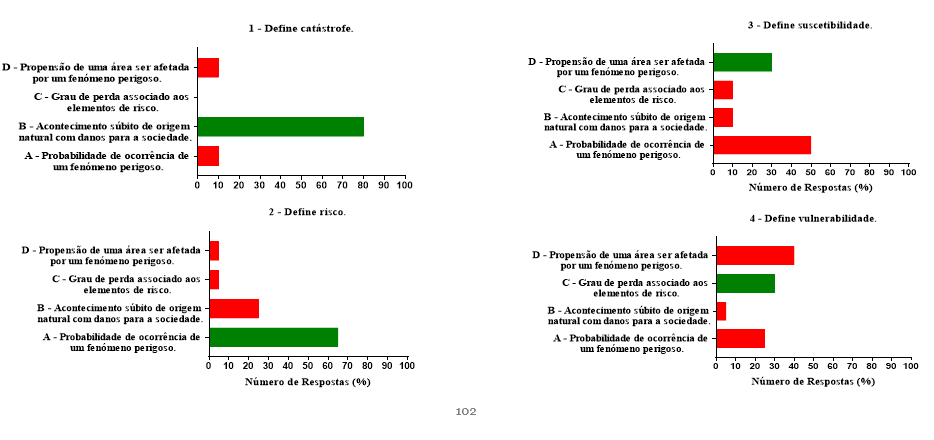 1 - Define catástrofe.
D - Propensão de uma área ser afetada
por um fenómeno perigoso.
C - Grau de perda associado aos
elementos de risco.
B - Acontecimento súbito de origem
natural com danos para a sociedade.
A - Probabilidade de ocorrência de
um fenómeno perigoso.
0 10 20 30 40 50 60 70 80 90 100
2 - Define risco.
D - Propensão de uma área ser afetada
por um fenómeno perigoso.
C - Grau de perda associado aos
elementos de risco.
B - Acontecimento súbito de origem
natural com danos para a sociedade.
A - Probabilidade de ocorrência de
um fenómeno perigoso.
0 10 20 30 40 50 60 70 80 90 100
Número de Respostas (%)
3 - Define suscetibilidade.
D - Propensão de uma área ser afetada
por um fenómeno perigoso.
C - Grau de perda associado aos
elementos de risco.
B - Acontecimento súbito de origem
natural com danos para a sociedade.
A - Probabilidade de ocorrência de
um fenómeno perigoso.
0 10 20 30 40 50 60 70 80 90 100
Número de Respostas (%)
4 - Define vulnerabilidade.
D - Propensão de uma área ser afetada
por um fenómeno perigoso.
C - Grau de perda associado aos
elementos de risco.
B - Acontecimento súbito de origem
natural com danos para a sociedade.
A - Probabilidade de ocorrência de
um fenómeno perigoso.
0 10 20 30 40 50 60 70 80 90 100
Número de Respostas (%)
102